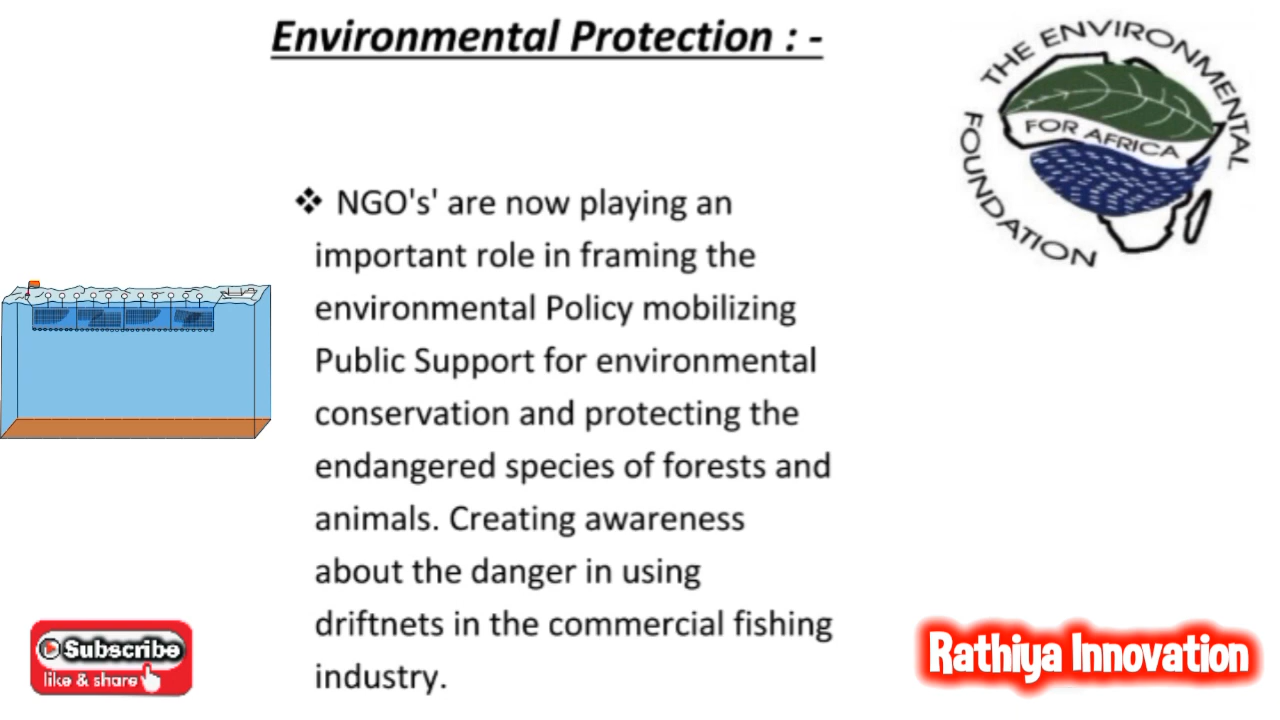 Environmental Protection : -
THE ENVIRONMENTAL
FOUNDATION
FOR AFRICA
❖ NGO's' are now playing an
important role in framing the
environmental Policy mobilizing
Public Support for environmental
conservation and protecting the
endangered species of forests and
animals. Creating awareness
about the danger in using
driftnets in the commercial fishing
industry.
Subscribe
like & share
Rathiya Innovation